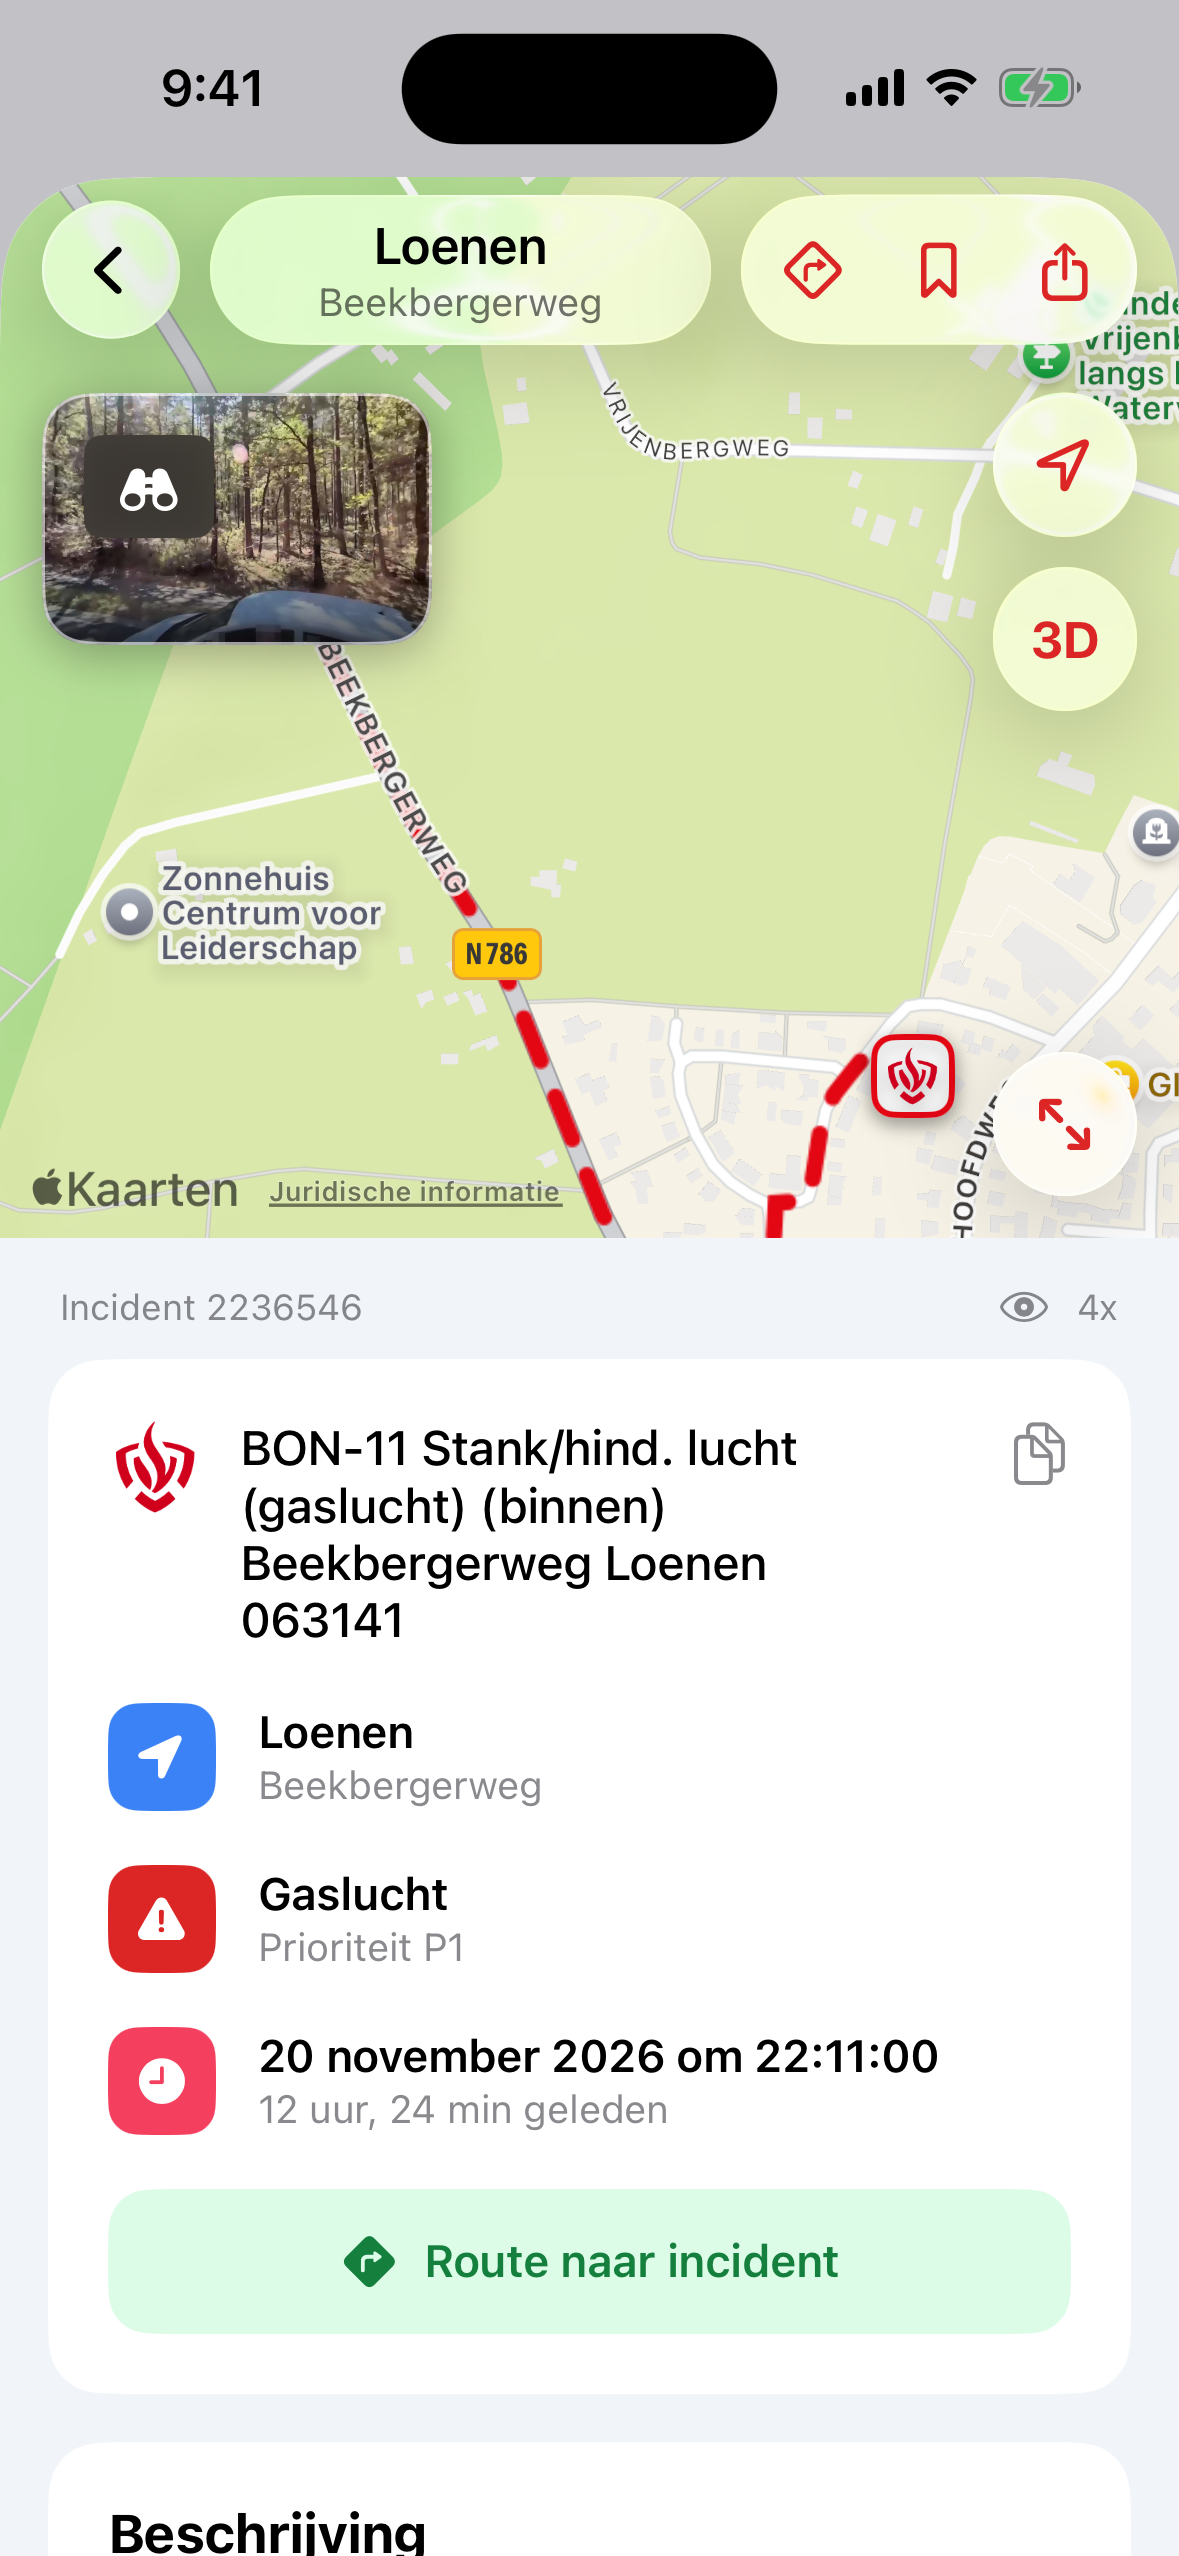 9:41
Loenen
Beekbergerweg
langs
VRIJENBERGWEG
3D
BEEKBERGERWEG
Zonnehuis
Centrum voor
Leiderschap
N786
HOOFDWEG
Kaarten
Juridische informatie
Incident 2236546
4x
BON-11 Stank/hind. lucht
(gaslucht) (binnen)
Beekbergerweg Loenen
063141
Loenen
Beekbergerweg
Gaslucht
Prioriteit P1
20 november 2026 om 22:11:00
12 uur, 24 min geleden
Route naar incident
Beschrijving